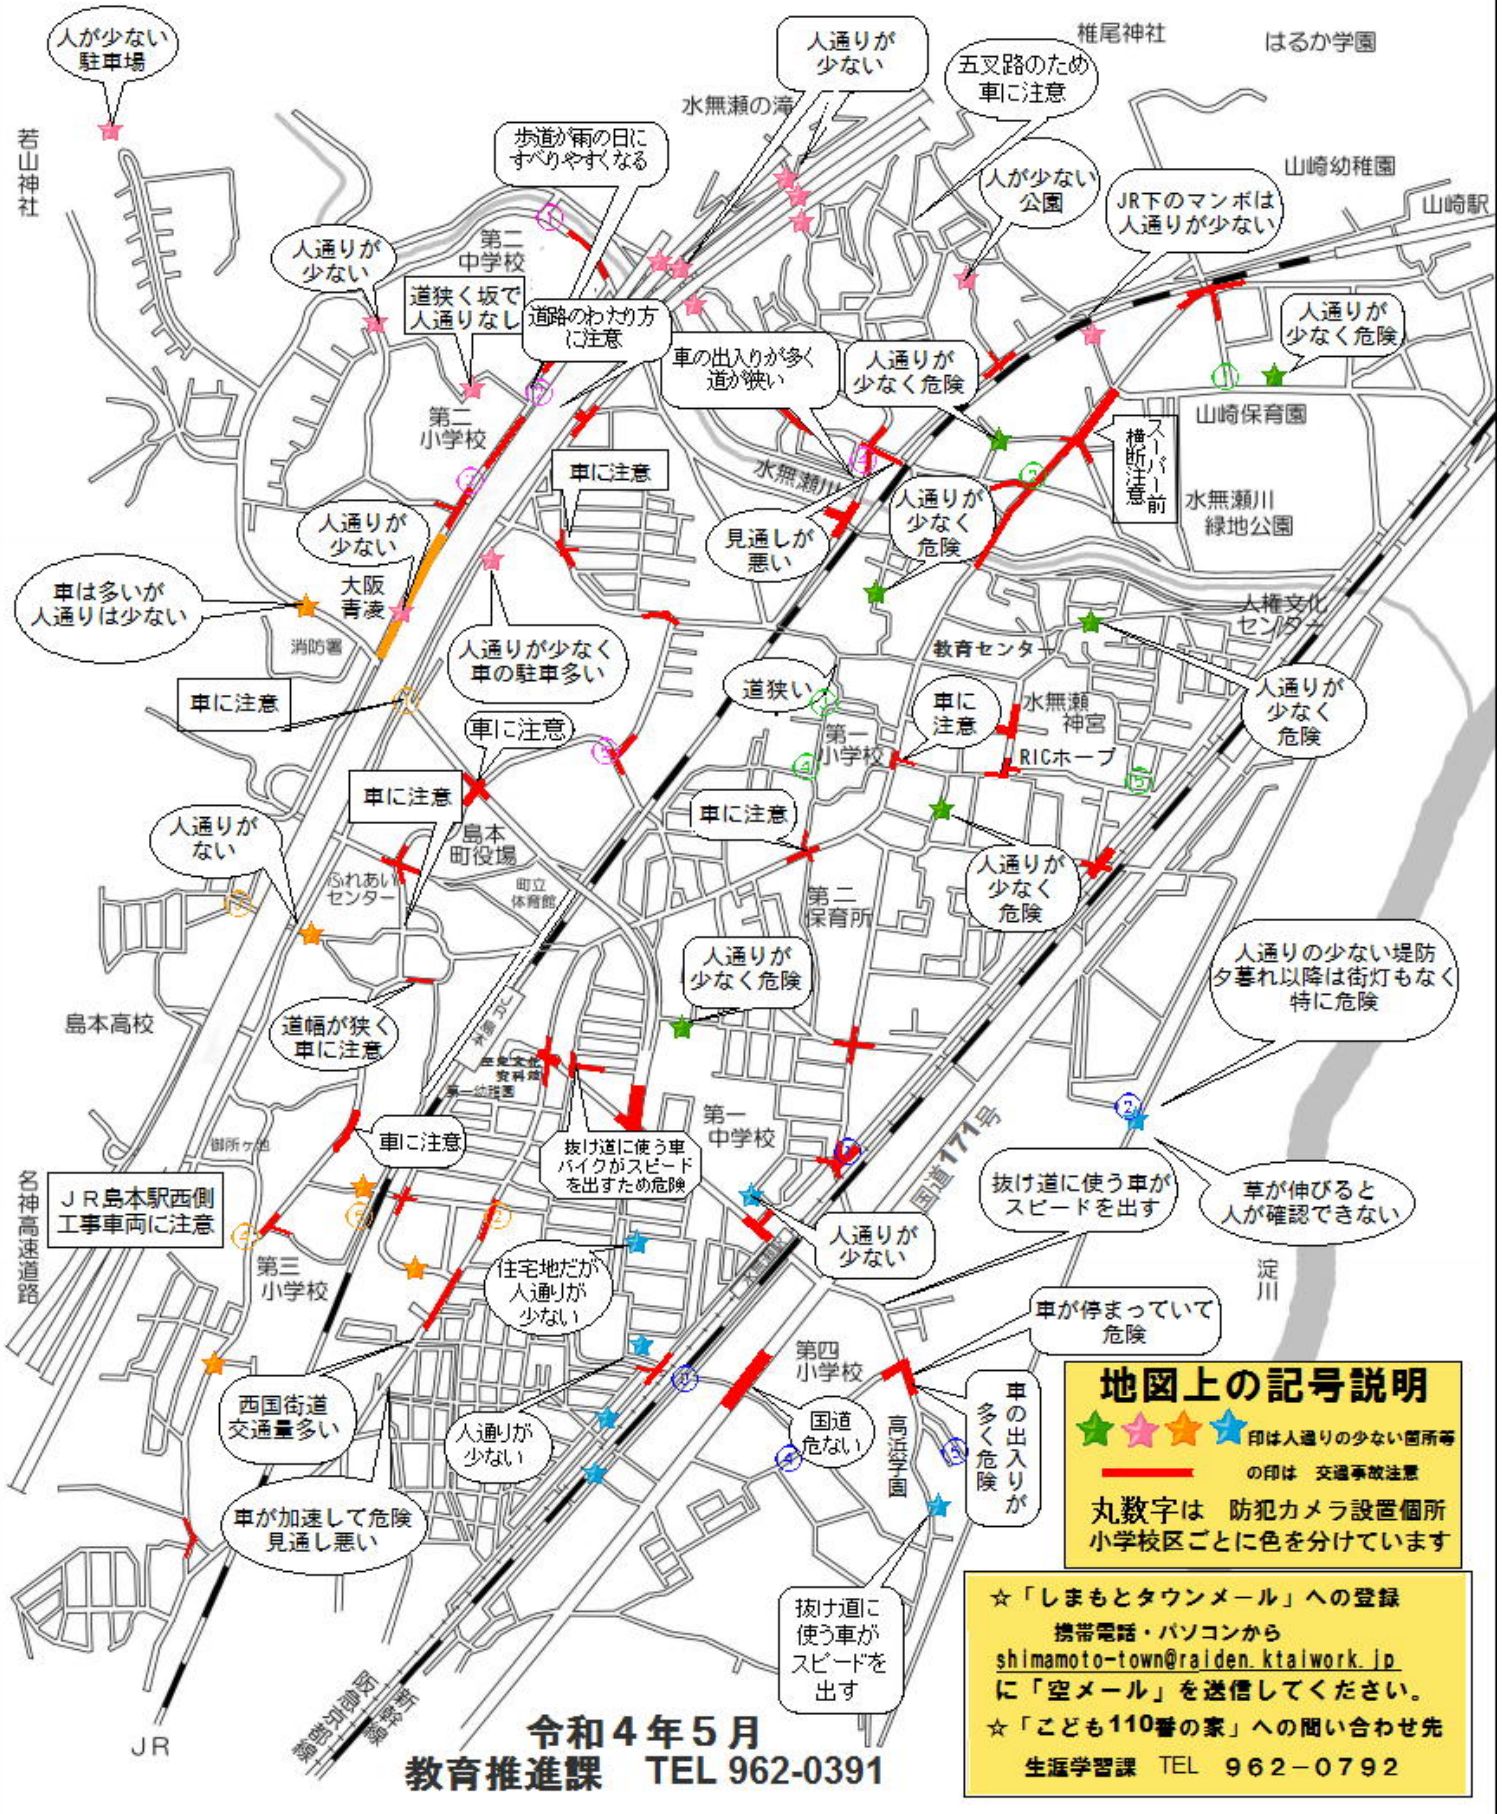 人が少ない
駐車場
人通りが
少ない
五叉路のため
車に注意
椎尾神社
はるか学園
水無瀬の滝
若山神社
歩道が雨の日に
すべりやすくなる
人が少ない
公園
山崎幼稚園
JR下のマンボは
人通りが少ない
山崎駅
①
第二
中学校
人通りが
少ない
道狭く坂で
人通りなし
道路のわたり方
に注意
車の出入りが多く
道が狭い
人通りが
少なく危険
人通りが
少なく危険
①
山崎保育園
②
第二
小学校
スーパー前
横断注意
水無瀬川
緑地公園
車に注意
水無瀬川
②
人通りが
少ない
見通しが
悪い
人通りが
少なく
危険
車は多いが
人通りは少ない
大阪
青凌
消防署
人通りが少なく
車の駐車多い
教育センター
人権文化
センター
車に注意
①
道狭い
③
車に
注意
水無瀬
神宮
人通りが
少なく
危険
車に注意
⑤
第一
小学校
④
RICホープ
⑤
車に注意
車に注意
人通りが
ない
島本
町役場
ふれあい
センター
町立
体育館
第二
保育所
人通りが
少なく
危険
人通りが
少なく危険
人通りの少ない堤防
夕暮れ以降は街灯もなく
特に危険
島本高校
道幅が狭く
車に注意
JR島本
歴史文化
資料館
第一幼稚園
第一
中学校
②
国道171号
御所ヶ池
車に注意
抜け道に使う車
バイクがスピード
を出すため危険
抜け道に使う車が
スピードを出す
草が伸びると
人が確認できない
名神高速道路
JR島本駅西側
工事車両に注意
②
人通りが
少ない
水無瀬駅
第三
小学校
住宅地だが
人通りが
少ない
淀川
車が停まっていて
危険
第四
小学校
西国街道
交通量多い
人通りが
少ない
③
国道
危ない
④
高浜学園
⑤
車の出入りが
多く危険
車が加速して危険
見通し悪い
抜け道に
使う車が
スピードを
出す
地図上の記号説明
印は人通りの少ない箇所等
の印は 交通事故注意
丸数字は 防犯カメラ設置個所
小学校区ごとに色を分けています
☆「しまもとタウンメール」への登録
携帯電話・パソコンから
shimamoto-town@raiden.ktaiwork.jp
に「空メール」を送信してください。
☆「こども110番の家」への問い合わせ先
生涯学習課 TEL 962-0792
JR
阪急京都線
新幹線
令和4年5月
教育推進課 TEL 962-0391